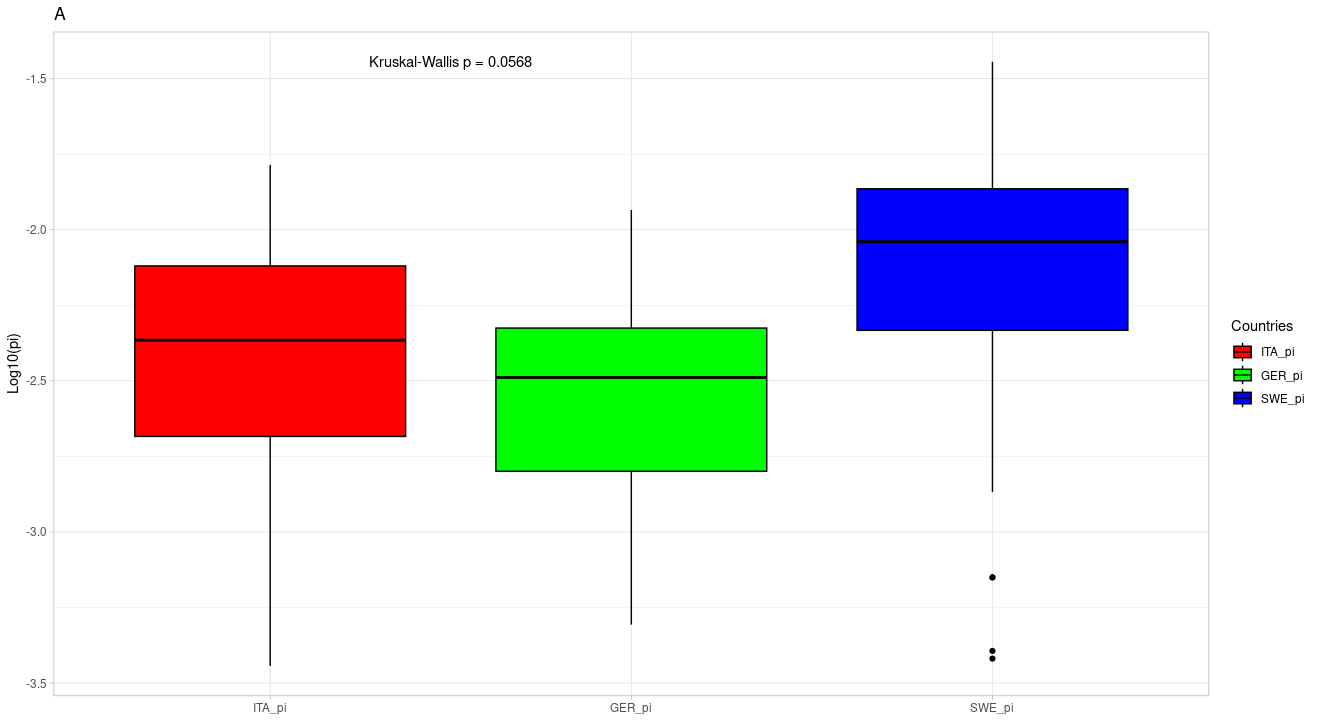 A
Kruskal-Wallis p = 0.0568
Log10(pi)
-1.5
-2.0
-2.5
-3.0
-3.5
ITA_pi
GER_pi
SWE_pi
Countries
ITA_pi
GER_pi
SWE_pi